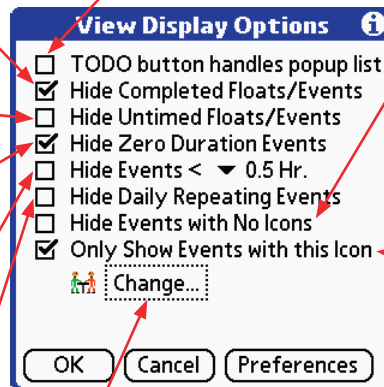 View Display Options i
TODO button handles popup list
Hide Completed Floats/Events
Hide Untimed Floats/Events
Hide Zero Duration Events
Hide Events < 0.5 Hr.
Hide Daily Repeating Events
Hide Events with No Icons
Only Show Events with this Icon
Change...
OK Cancel Preferences